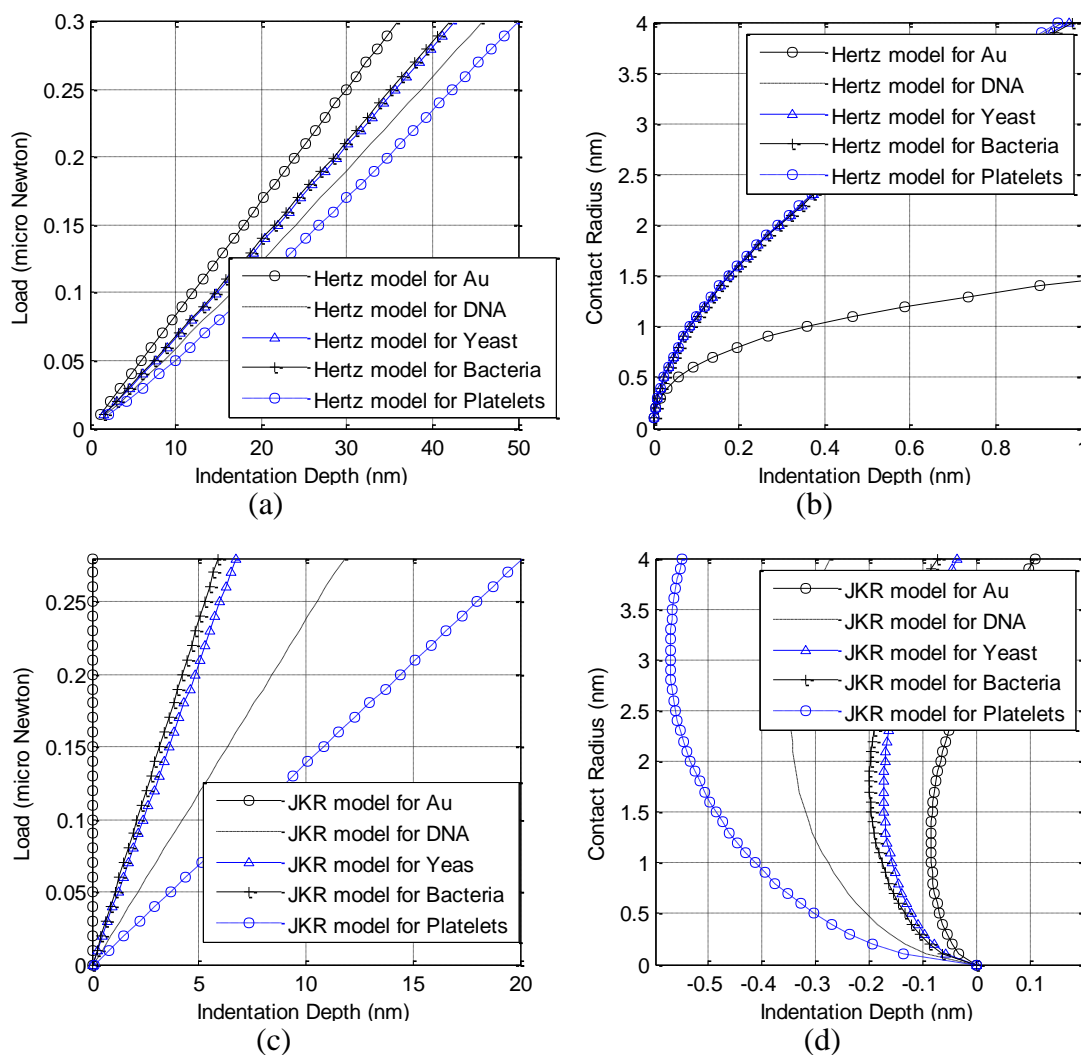 0.3
0.25
0.2
0.15
0.1
0.05
0
Load (micro Newton)
0 10 20 30 40 50
Indentation Depth (nm)
Hertz model for Au
Hertz model for DNA
Hertz model for Yeast
Hertz model for Bacteria
Hertz model for Platelets
(a)
4
3.5
3
2.5
2
1.5
1
0.5
0
Contact Radius (nm)
0 0.2 0.4 0.6 0.8 1
Indentation Depth (nm)
Hertz model for Au
Hertz model for DNA
Hertz model for Yeast
Hertz model for Bacteria
Hertz model for Platelets
(b)
0.25
0.2
0.15
0.1
0.05
0
Load (micro Newton)
0 5 10 15 20
Indentation Depth (nm)
JKR model for Au
JKR model for DNA
JKR model for Yeas
JKR model for Bacteria
JKR model for Platelets
(c)
4
3.5
3
2.5
2
1.5
1
0.5
0
Contact Radius (nm)
-0.5 -0.4 -0.3 -0.2 -0.1 0 0.1
Indentation Depth (nm)
JKR model for Au
JKR model for DNA
JKR model for Yeast
JKR model for Bacteria
JKR model for Platelets
(d)